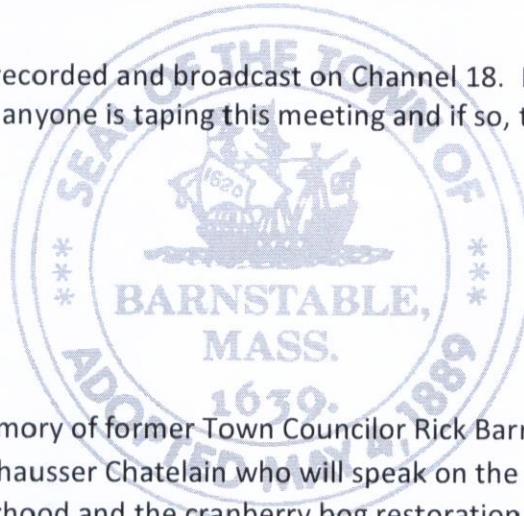 recorded and broadcast on Channel 18.
anyone is taping this meeting and if so,
SEAL OF THE TOWN OF
1620
*** ***
BARNSTABLE,
MASS.
1639.
ADOPTED MAY 4, 1889
mory of former Town Councilor Rick Barn
hausser Chatelain who will speak on the
hood and the cranberry bog restoration